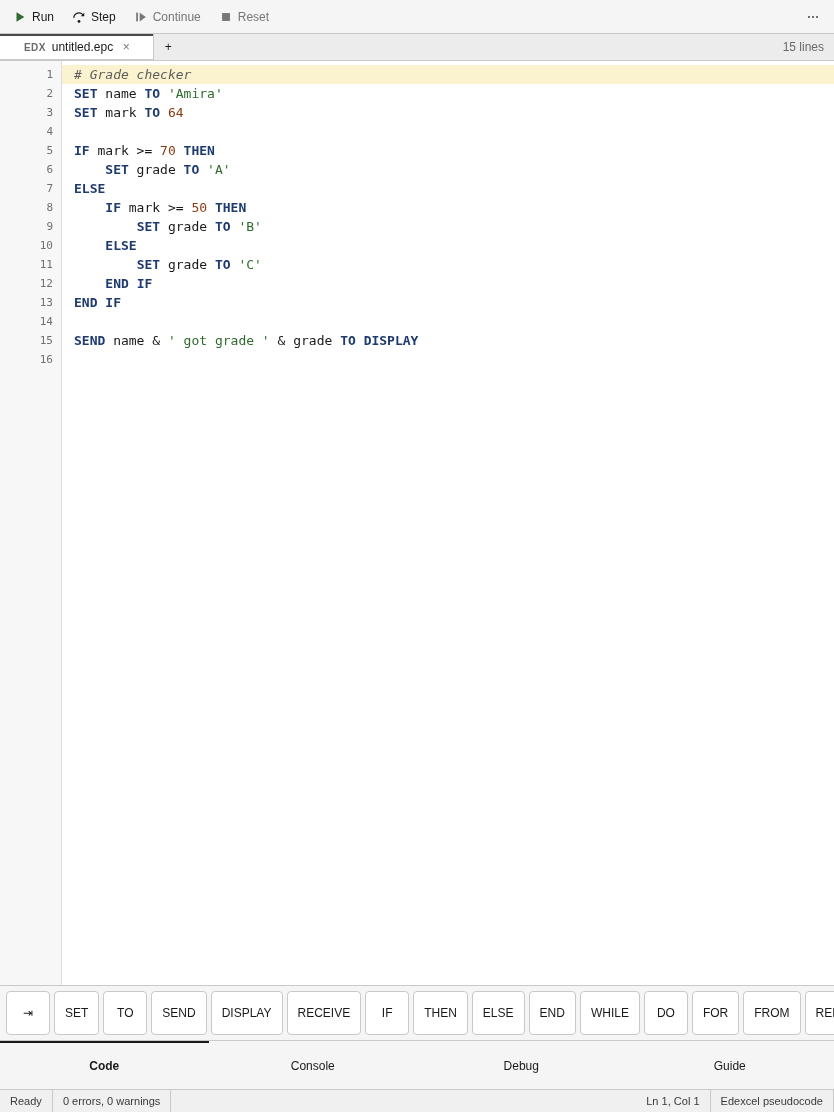 Run Step Continue Reset ⋯
EDX untitled.epc × + 15 lines
1 # Grade checker
2 SET name TO 'Amira'
3 SET mark TO 64
4
5 IF mark >= 70 THEN
6 SET grade TO 'A'
7 ELSE
8 IF mark >= 50 THEN
9 SET grade TO 'B'
10 ELSE
11 SET grade TO 'C'
12 END IF
13 END IF
14
15 SEND name & ' got grade ' & grade TO DISPLAY
16
⇥ SET TO SEND DISPLAY RECEIVE IF THEN ELSE END WHILE DO FOR FROM
Code Console Debug Guide
Ready 0 errors, 0 warnings Ln 1, Col 1 Edexcel pseudocode